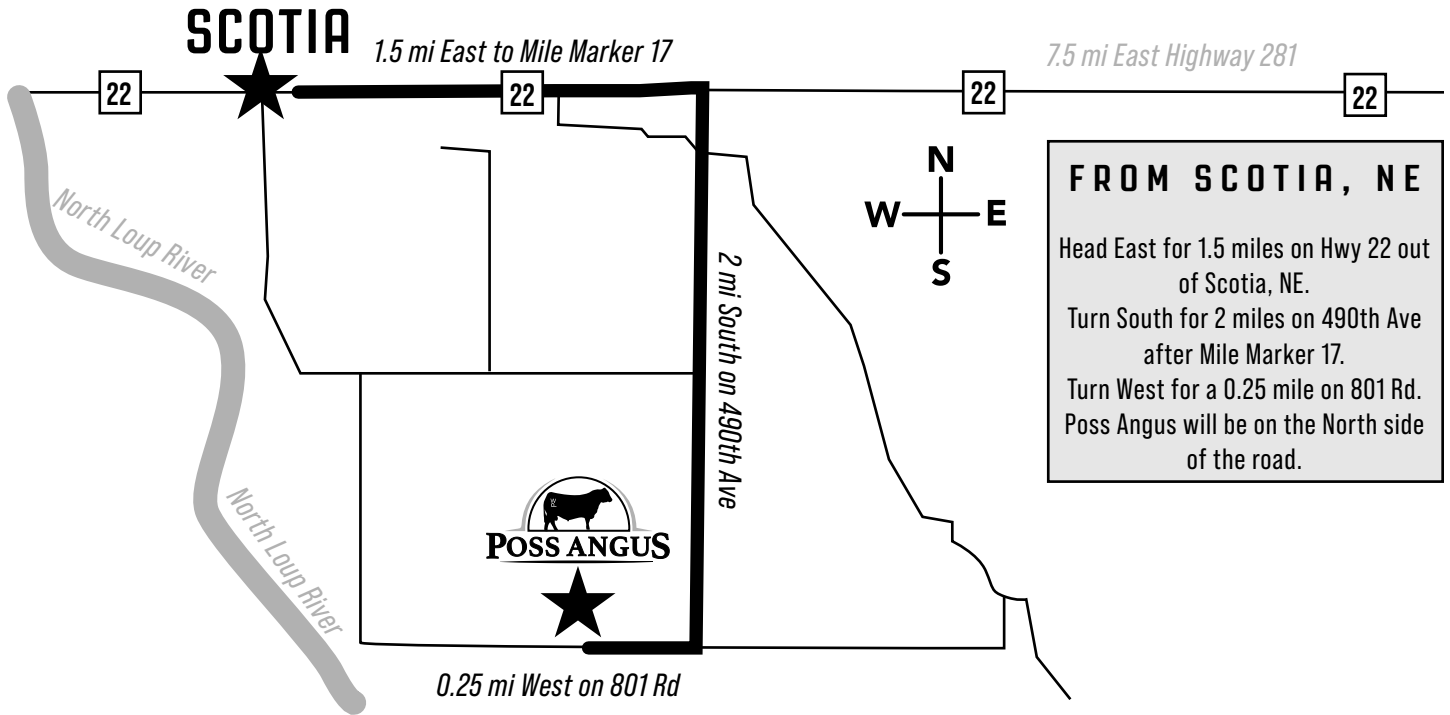 SCOTIA
1.5 mi East to Mile Marker 17
7.5 mi East Highway 281
22
22
22
22
N
W E
S
FROM SCOTIA, NE
Head East for 1.5 miles on Hwy 22 out
of Scotia, NE.
Turn South for 2 miles on 490th Ave
after Mile Marker 17.
Turn West for a 0.25 mile on 801 Rd.
Poss Angus will be on the North side
of the road.
North Loup River
2 mi South on 490th Ave
North Loup River
POSS ANGUS
0.25 mi West on 801 Rd